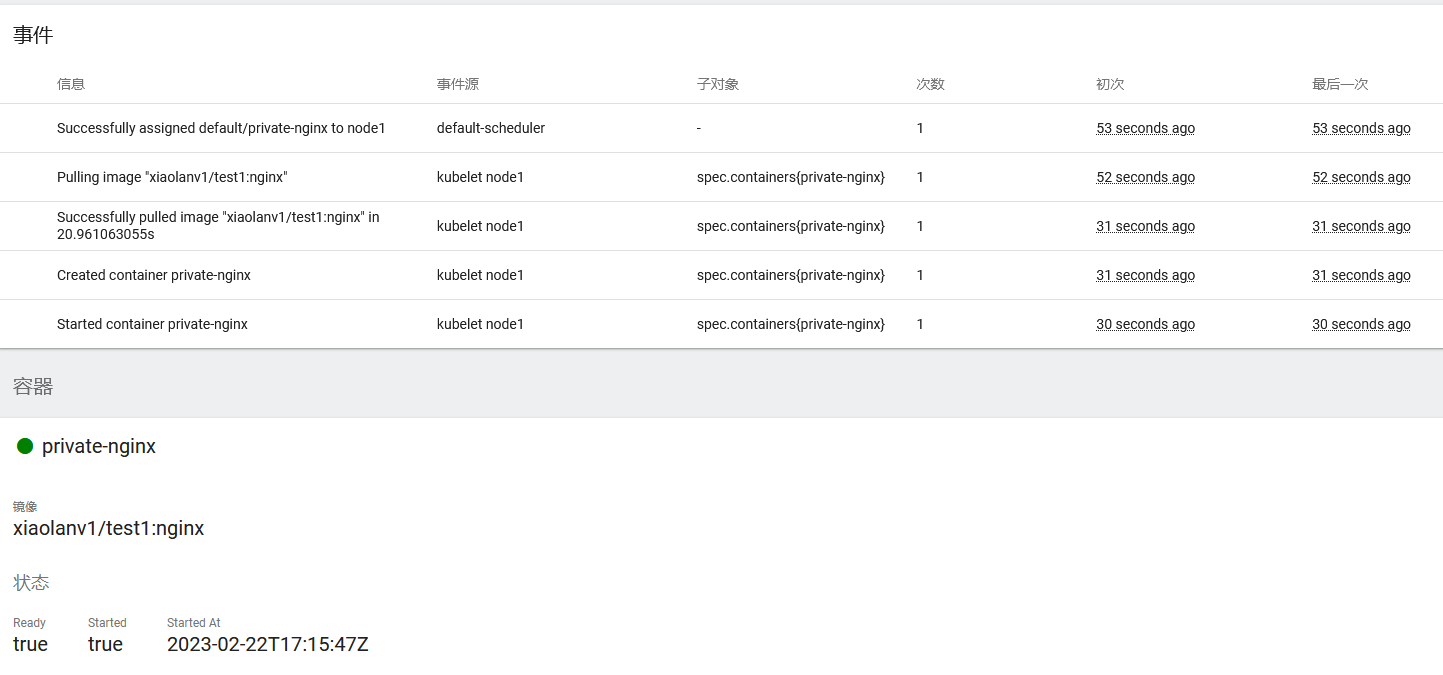 事件
信息 事件源 子对象 次数 初次 最后一次
Successfully assigned default/private-nginx to node1 default-scheduler - 1 53 seconds ago 53 seconds ago
Pulling image "xiaolanv1/test1:nginx" kubelet node1 spec.containers{private-nginx} 1 52 seconds ago 52 seconds ago
Successfully pulled image "xiaolanv1/test1:nginx" in
20.961063055s kubelet node1 spec.containers{private-nginx} 1 31 seconds ago 31 seconds ago
Created container private-nginx kubelet node1 spec.containers{private-nginx} 1 31 seconds ago 31 seconds ago
Started container private-nginx kubelet node1 spec.containers{private-nginx} 1 30 seconds ago 30 seconds ago
容器
private-nginx
镜像
xiaolanv1/test1:nginx
状态
Ready Started Started At
true true 2023-02-22T17:15:47Z